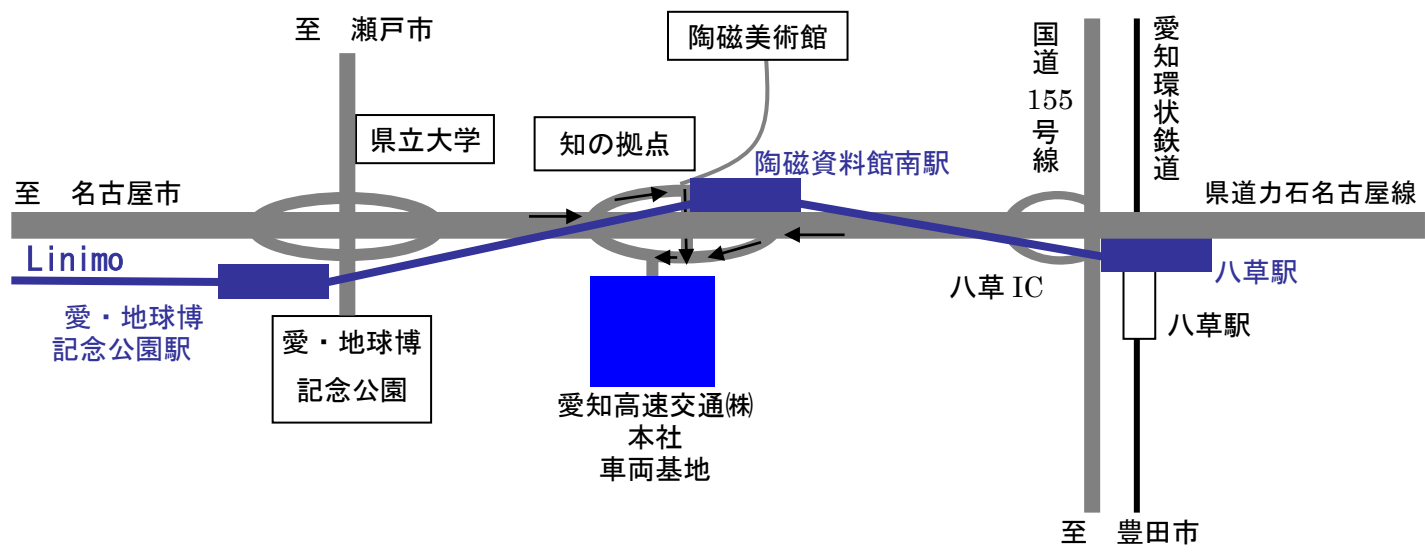 至　瀬戸市
陶磁美術館
国道155号線
愛知環状鉄道
県立大学
知の拠点
陶磁資料館南駅
至　名古屋市
県道力石名古屋線
Linimo
八草IC
八草駅
愛・地球博
記念公園駅
愛・地球博
記念公園
八草駅
愛知高速交通㈱
本社
車両基地
至　豊田市